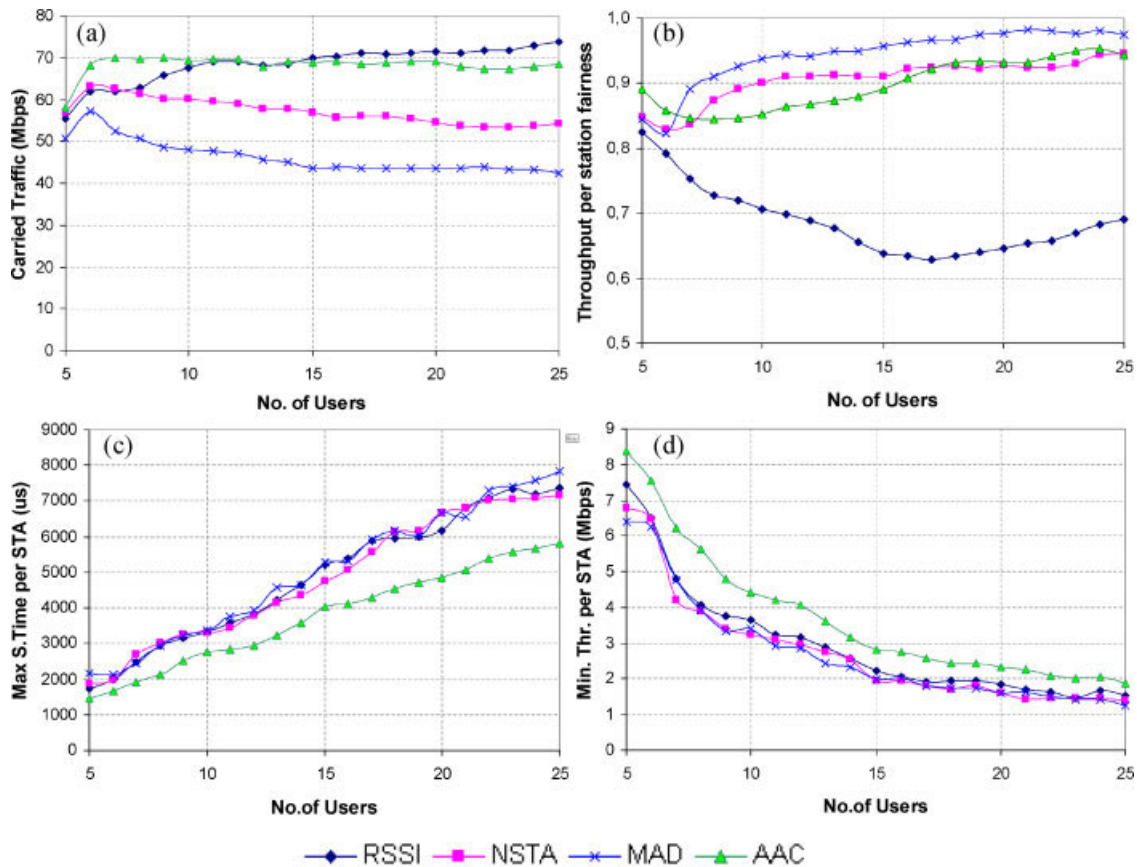 (a)
80
70
60
50
40
30
20
10
0
5 10 15 20 25
Carried Traffic (Mbps)
No. of Users
(b)
1,0
0,9
0,8
0,7
0,6
0,5
5 10 15 20 25
Throughput per station fairness
No. of Users
(c)
9000
8000
7000
6000
5000
4000
3000
2000
1000
0
5 10 15 20 25
Max S.Time per STA (us)
No.of Users
(d)
9
8
7
6
5
4
3
2
1
0
5 10 15 20 25
Min. Thr. per STA (Mbps)
No.of Users
RSSI NSTA MAD AAC